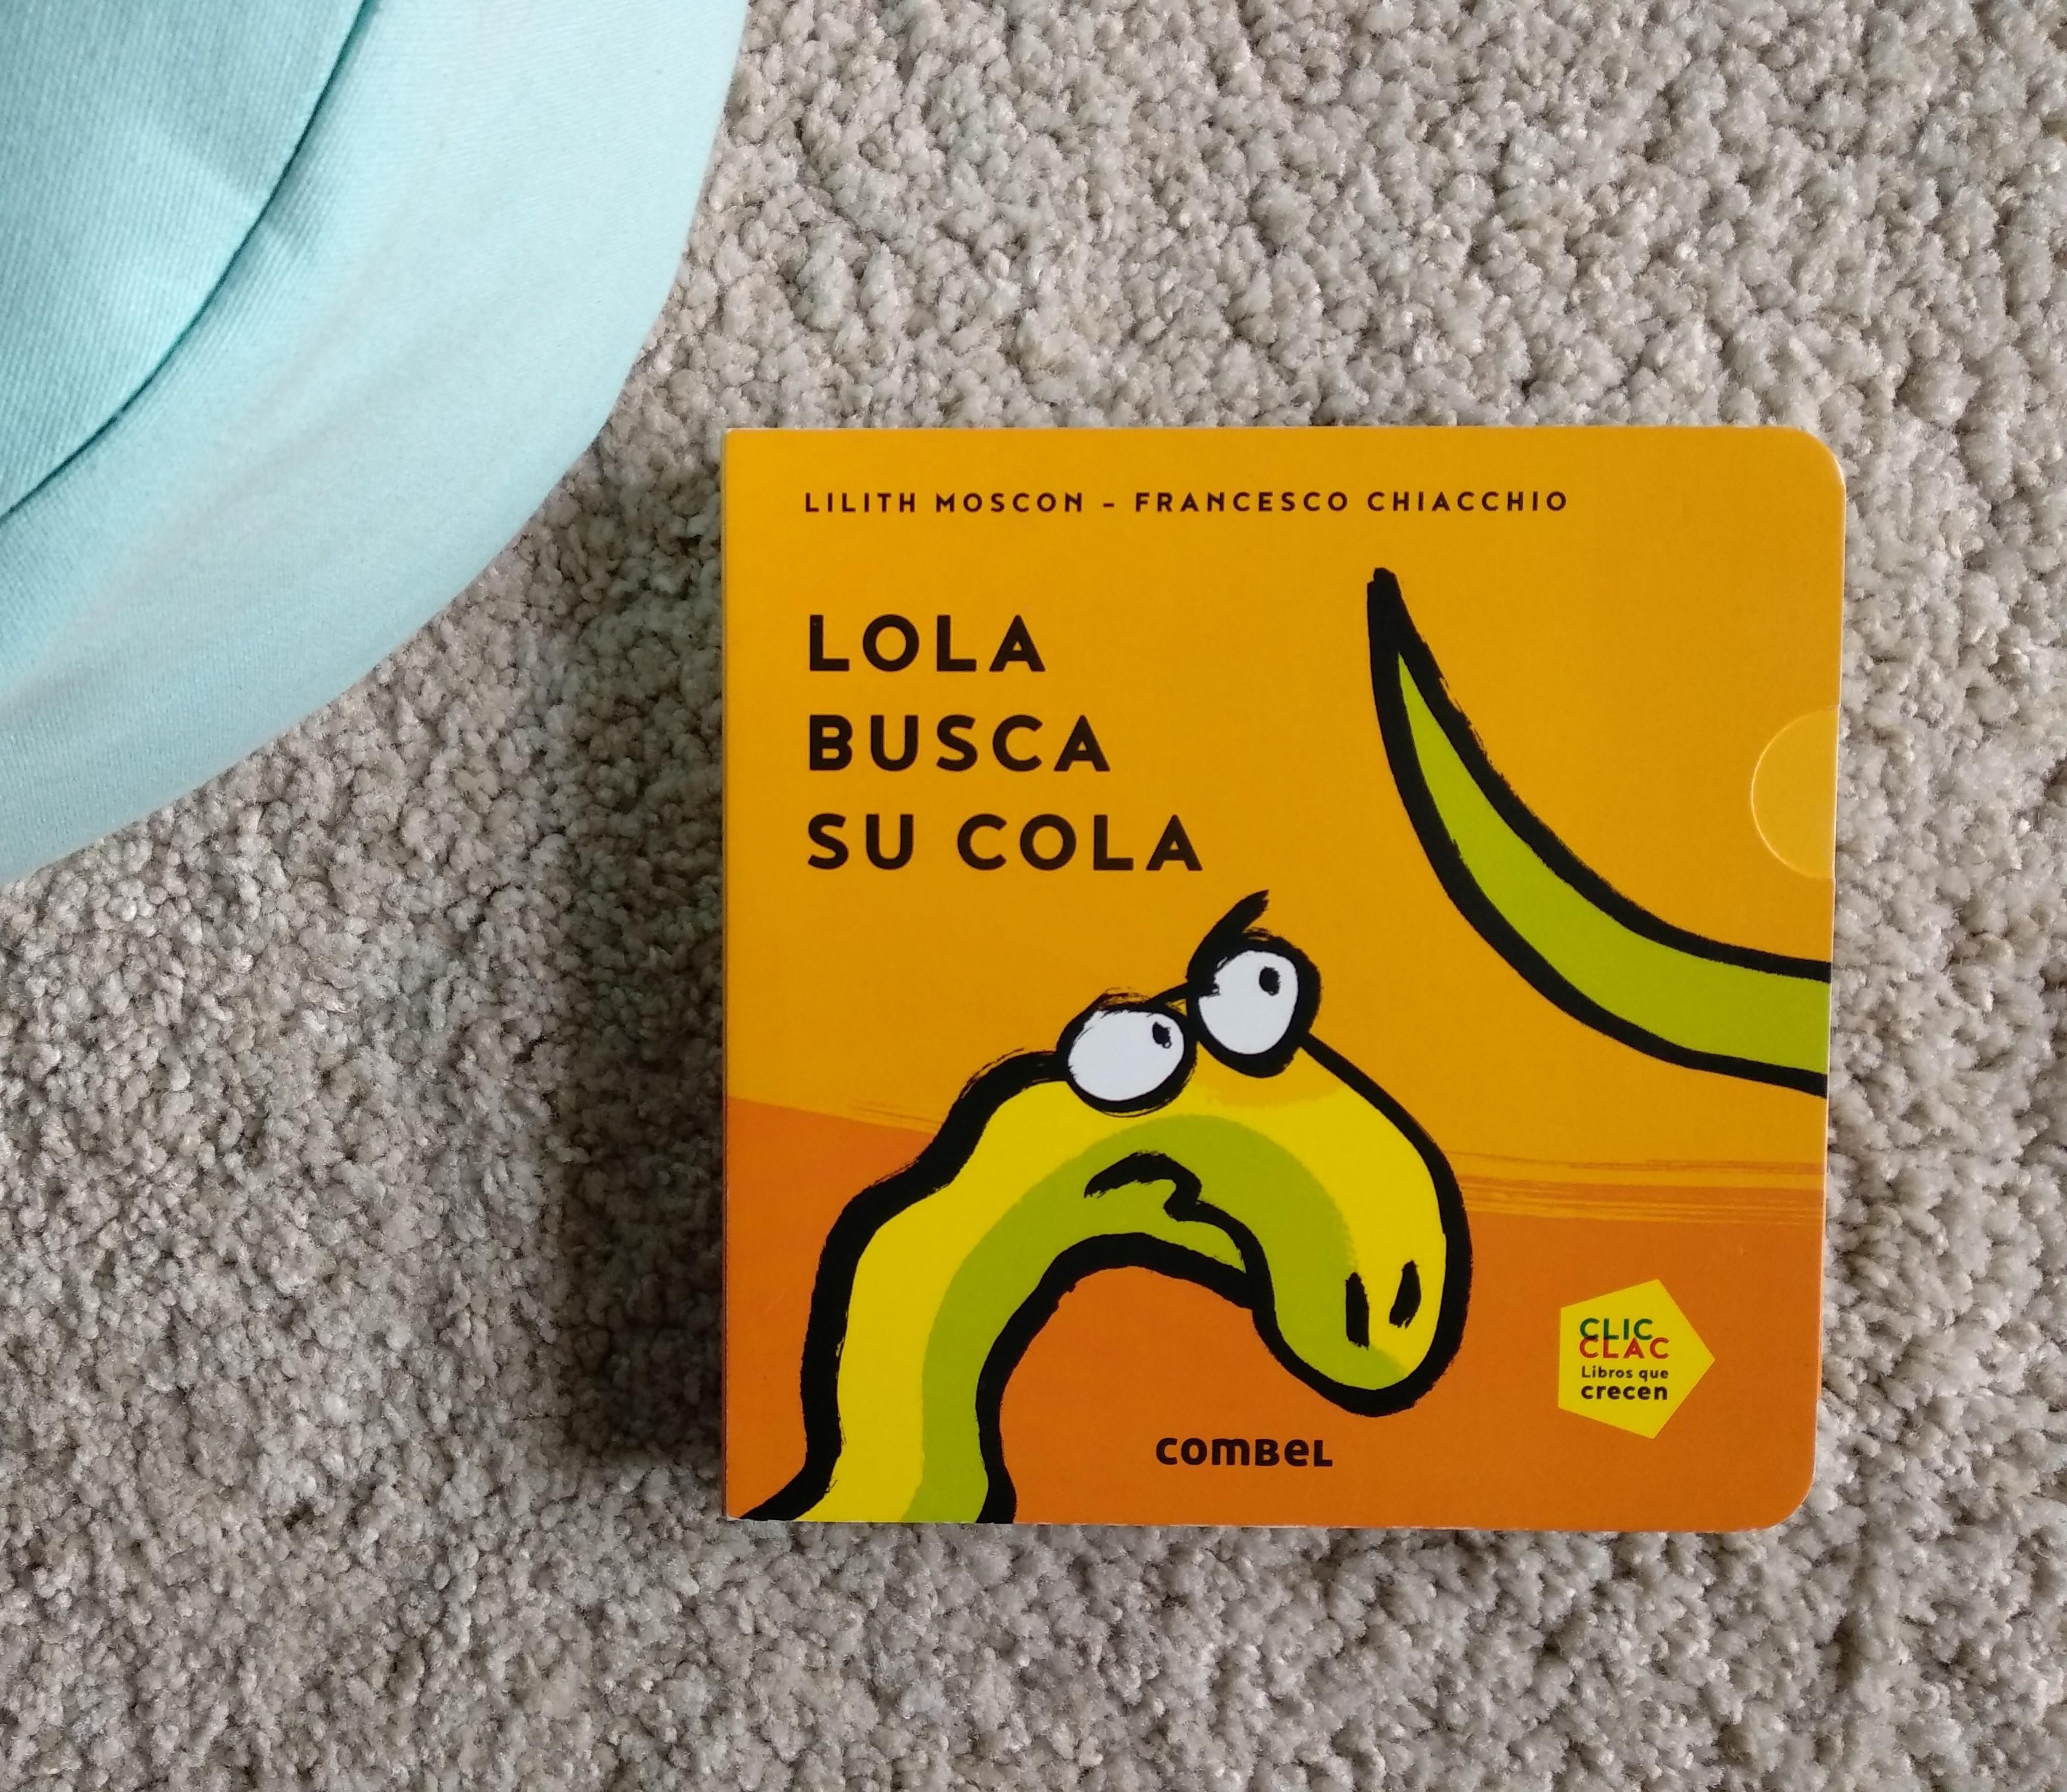 LILITH MOSCON – FRANCESCO CHIACCHIO
LOLA
BUSCA
SU COLA
CLIC
CLAC
Libros que
crecen
COMBEL